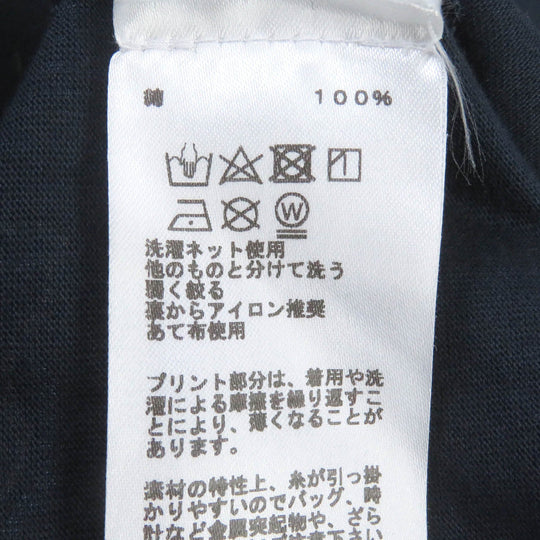 綿 100%
W
洗濯ネット使用
他のものと分けて洗う
弱く絞る
裏からアイロン推奨
あて布使用
プリント部分は、着用や洗
濯による摩擦を繰り返すこ
とにより、薄くなることが
あります。
素材の特性上、糸が引っ掛
かりやすいのでバッグ、時
計など金属突起物や、ざら